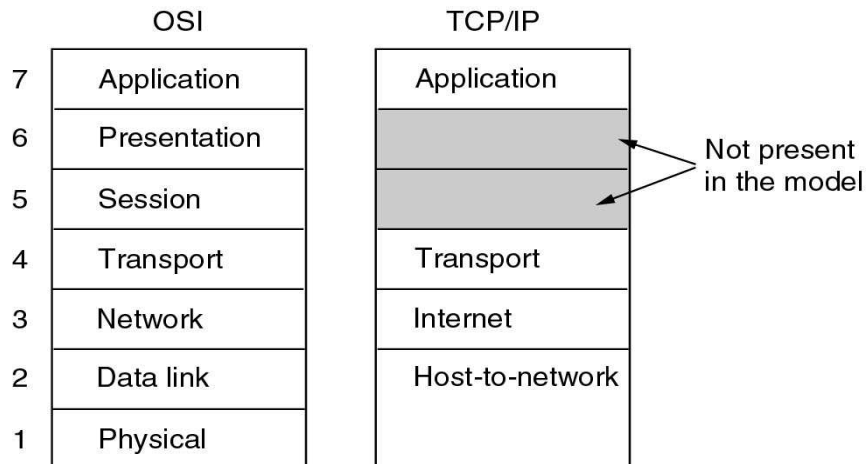 OSI TCP/IP
7 Application Application
6 Presentation
5 Session
Not present
in the model
4 Transport Transport
3 Network Internet
2 Data link Host-to-network
1 Physical